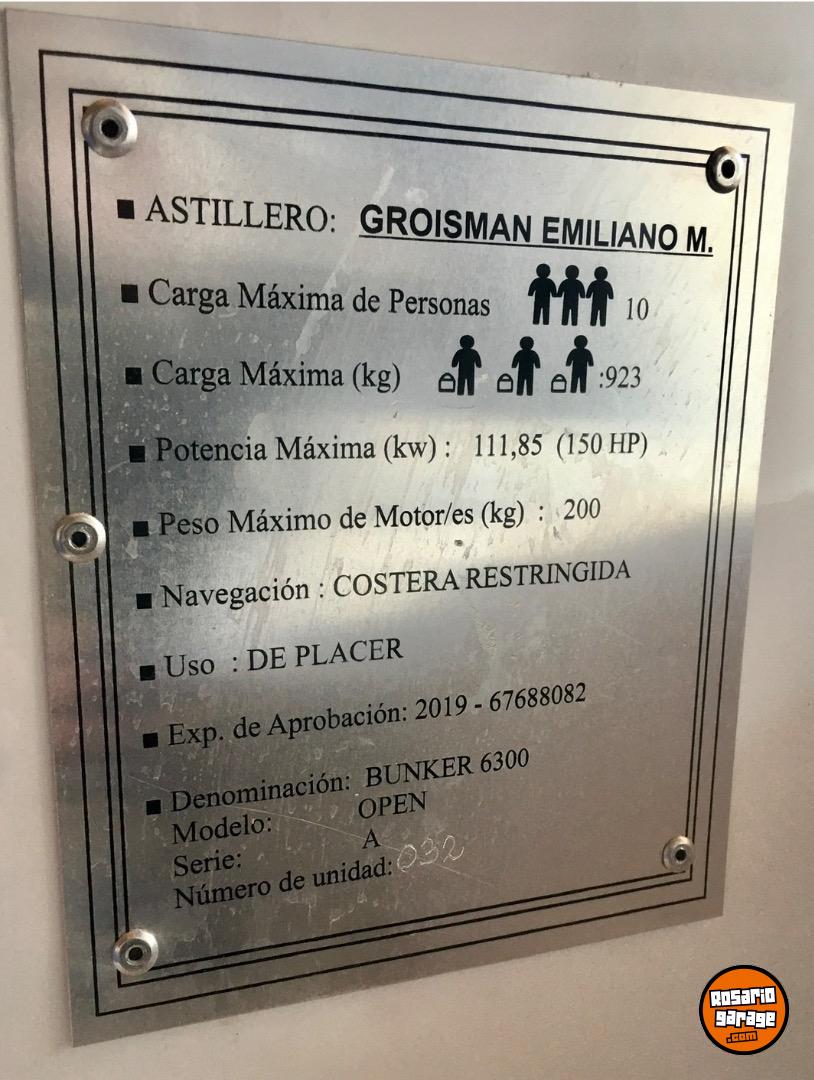 ASTILLERO: GROISMAN EMILIANO M.
Carga Máxima de Personas 10
Carga Máxima (kg) :923
Potencia Máxima (kw) : 111,85 (150 HP)
Peso Máximo de Motor/es (kg) : 200
Navegación : COSTERA RESTRINGIDA
Uso : DE PLACER
Exp. de Aprobación: 2019 - 67688082
Denominación: BUNKER 6300
Modelo: OPEN
Serie: A
Número de unidad: 032
Rosario
garage
.com